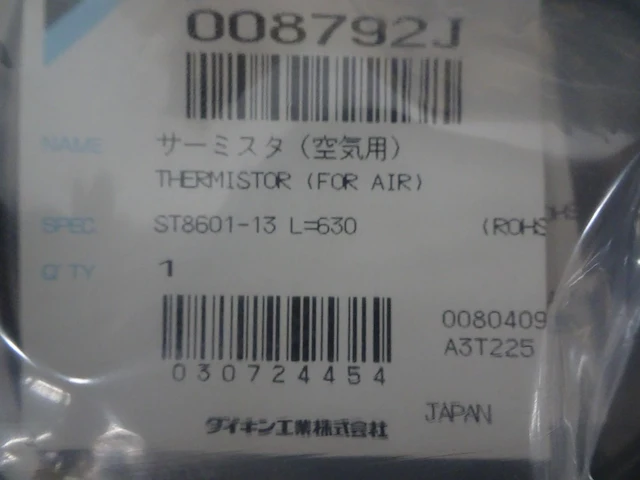 008792J
NAME サーミスタ（空気用）
THERMISTOR (FOR AIR)
SPEC ST8601-13 L=630 (ROHS
Q'TY 1
0080409
A3T225
030724454
JAPAN
ダイキン工業株式会社